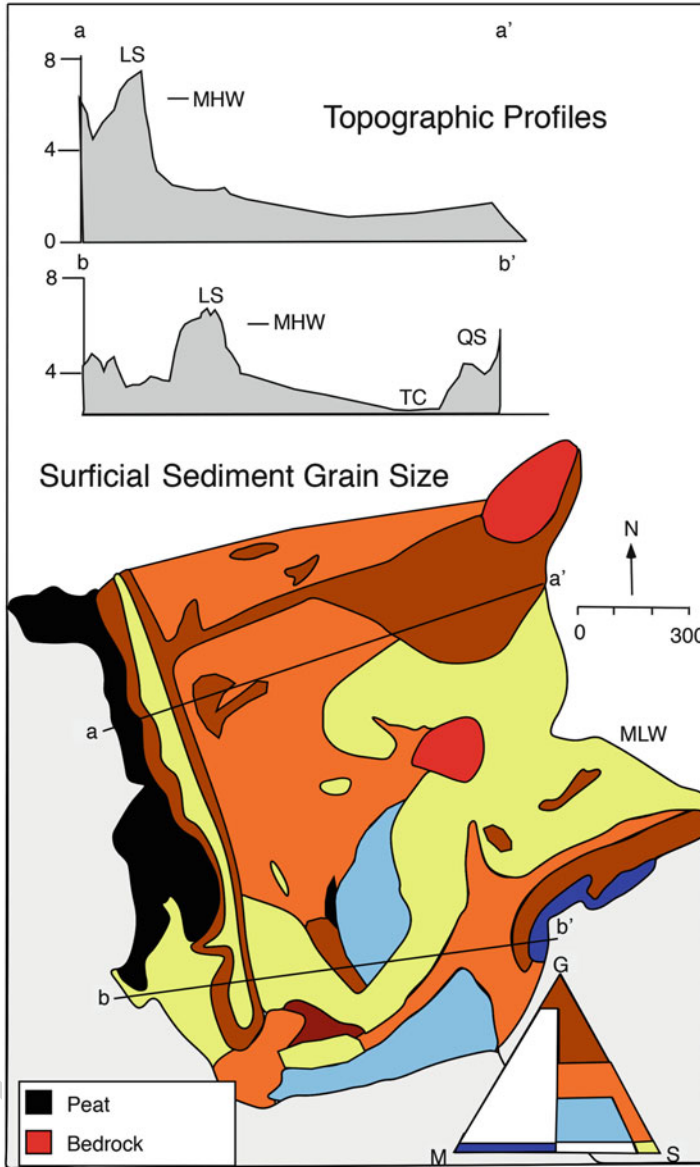 a a'
8 LS
MHW
Topographic Profiles
4
0
b b'
8
LS
MHW
QS
4
TC
Surficial Sediment Grain Size
N
a'
0 300
a
MLW
b'
b
G
Peat
Bedrock
M S